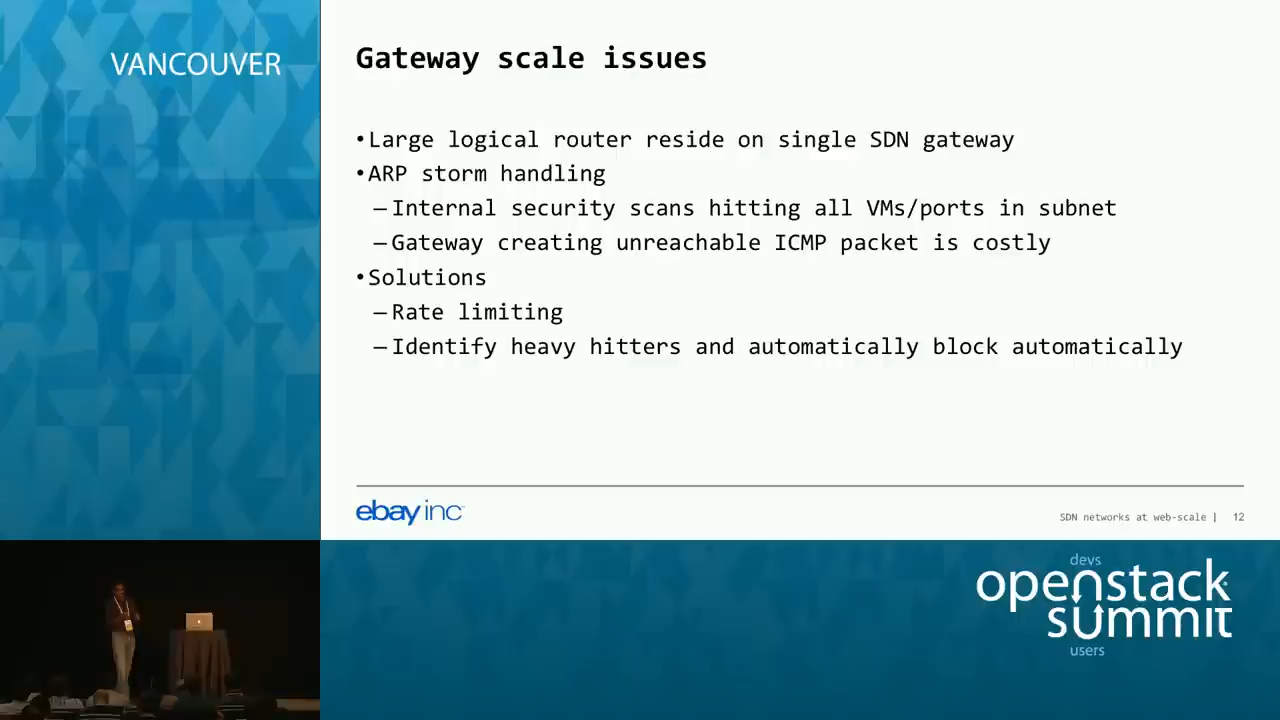 VANCOUVER
Gateway scale issues
•Large logical router reside on single SDN gateway
•ARP storm handling
–Internal security scans hitting all VMs/ports in subnet
–Gateway creating unreachable ICMP packet is costly
•Solutions
–Rate limiting
–Identify heavy hitters and automatically block automatically
ebay inc
SDN networks at web-scale | 12
devs
openstack
summit
users